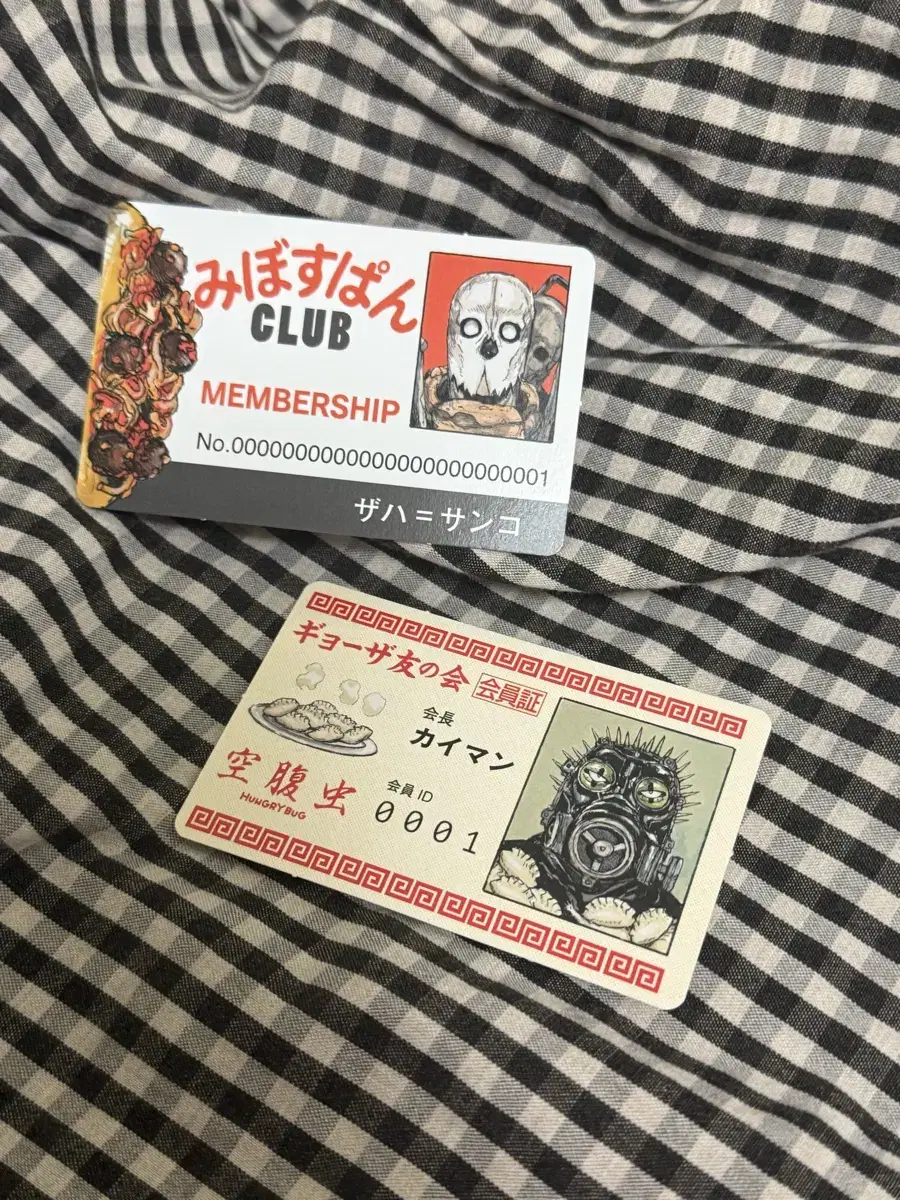 みぼすぱん
CLUB
MEMBERSHIP
No.0000000000000000000000001
ザハ=サンコ
ギョーザ友の会 会員証
会長
カイマン
空腹虫
HUNGRY BUG
会員 ID
0001